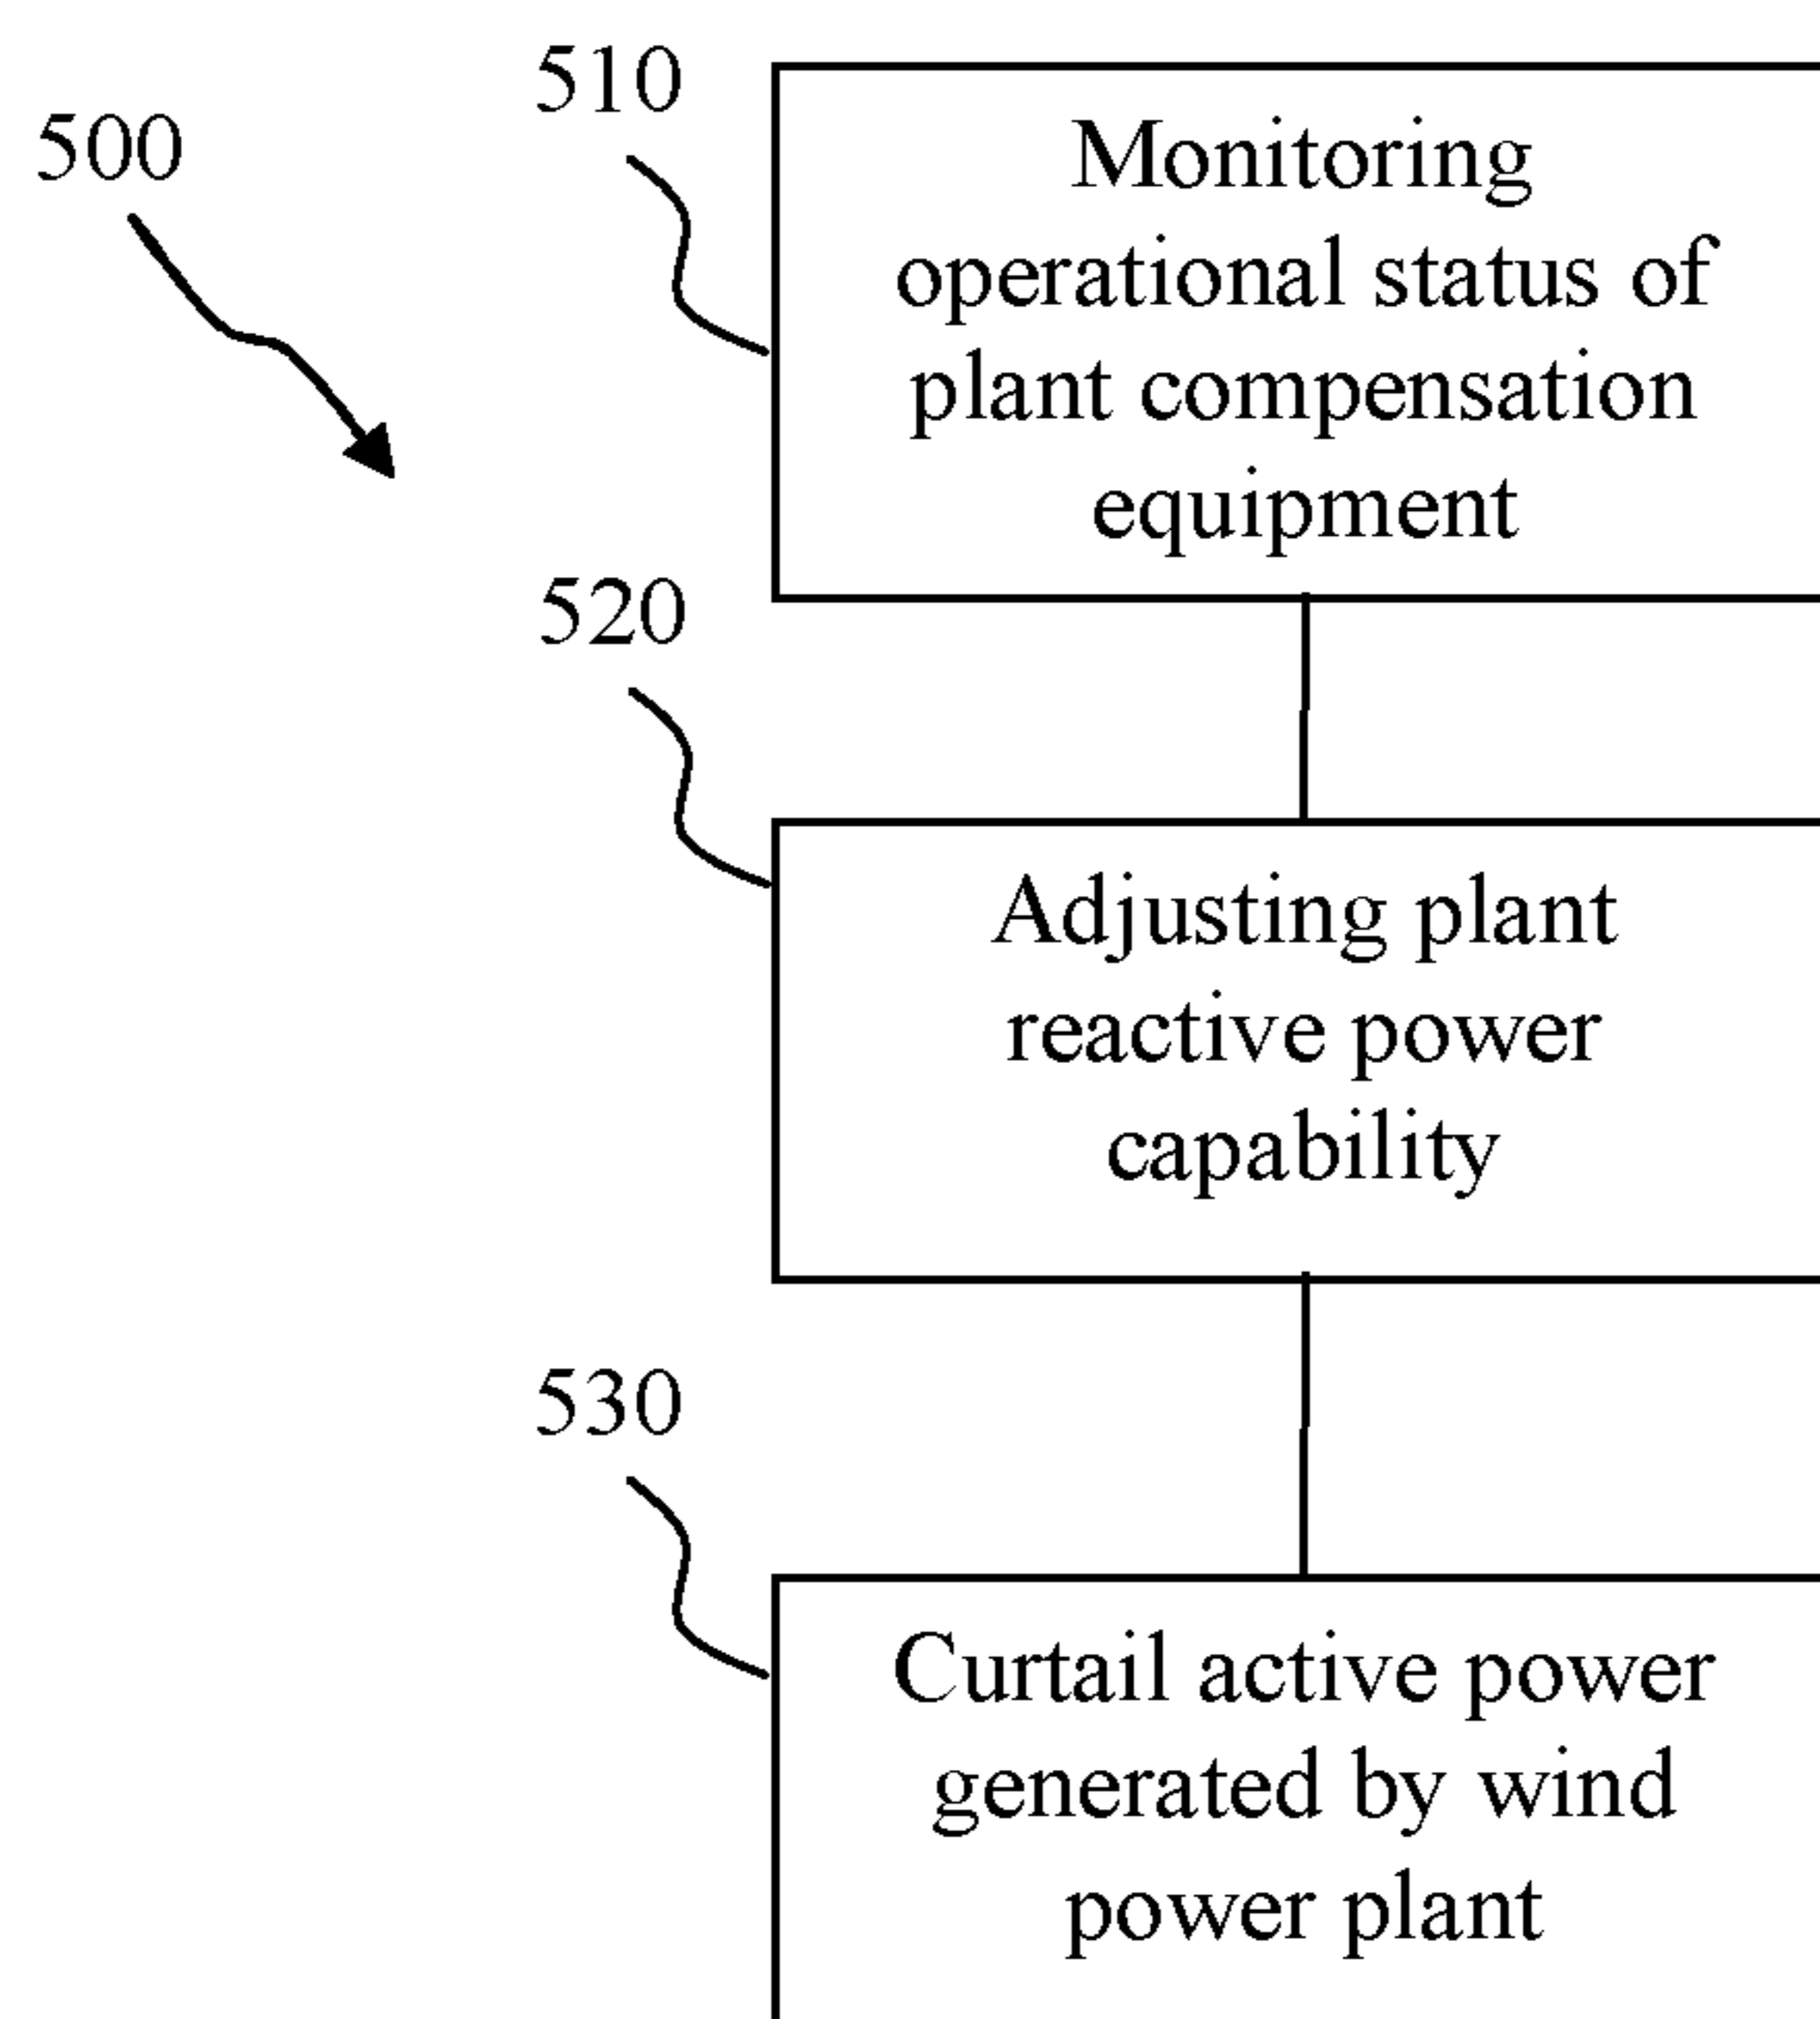 500
510
Monitoring
operational status of
plant compensation
equipment
520
Adjusting plant
reactive power
capability
530
Curtail active power
generated by wind
power plant